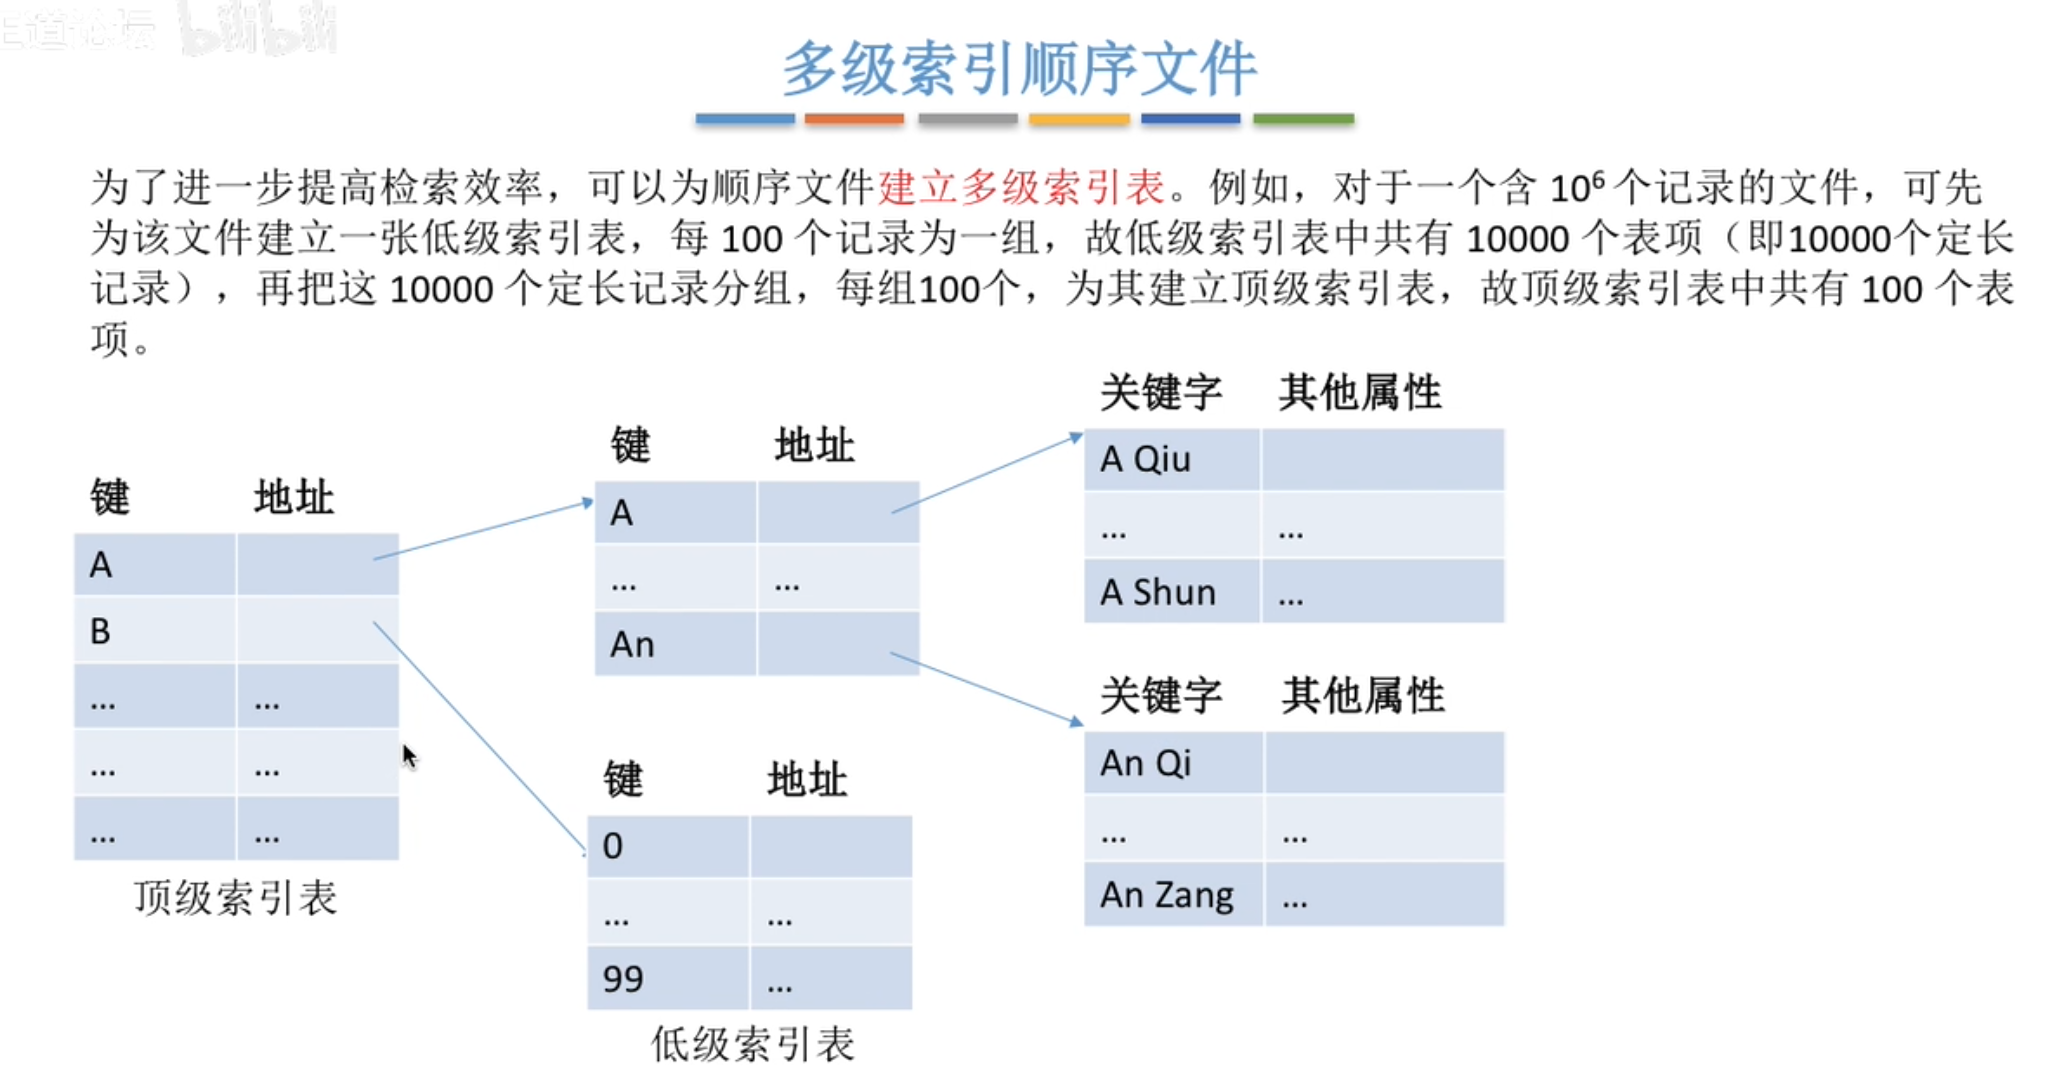 王道论坛 bilibili
多级索引顺序文件
为了进一步提高检索效率，可以为顺序文件建立多级索引表。例如，对于一个含 10⁶ 个记录的文件，可先
为该文件建立一张低级索引表，每 100 个记录为一组，故低级索引表中共有 10000 个表项（即10000个定长
记录），再把这 10000 个定长记录分组，每组100个，为其建立顶级索引表，故顶级索引表中共有 100 个表
项。
键 地址
A
B
... ...
... ...
... ...
顶级索引表
键 地址
A
... ...
An
键 地址
0
... ...
99 ...
低级索引表
关键字 其他属性
A Qiu
... ...
A Shun ...
关键字 其他属性
An Qi
... ...
An Zang ...